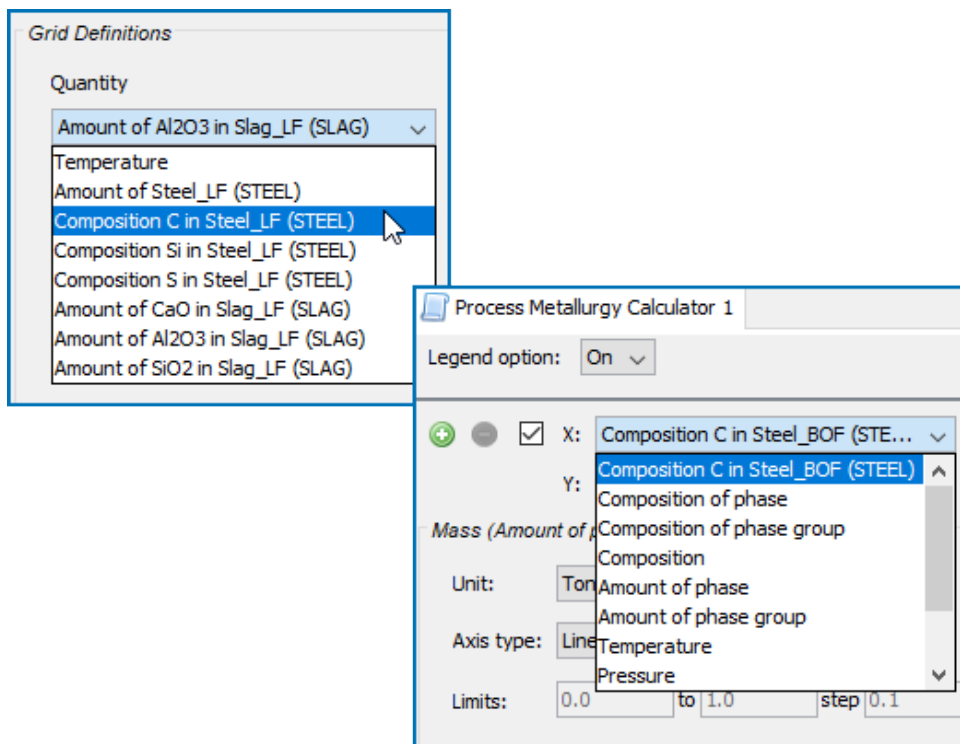 Grid Definitions
Quantity
Amount of Al2O3 in Slag_LF (SLAG)
Temperature
Amount of Steel_LF (STEEL)
Composition C in Steel_LF (STEEL)
Composition Si in Steel_LF (STEEL)
Composition S in Steel_LF (STEEL)
Amount of CaO in Slag_LF (SLAG)
Amount of Al2O3 in Slag_LF (SLAG)
Amount of SiO2 in Slag_LF (SLAG)
Process Metallurgy Calculator 1
Legend option: On
X: Composition C in Steel_BOF (STE...
Composition C in Steel_BOF (STEEL)
Y:
Composition of phase
Composition of phase group
Mass (Amount of
Composition
Unit:
Amount of phase
Amount of phase group
Axis type: Line
Temperature
Pressure
Limits: 0.0 to 1.0 step 0.1